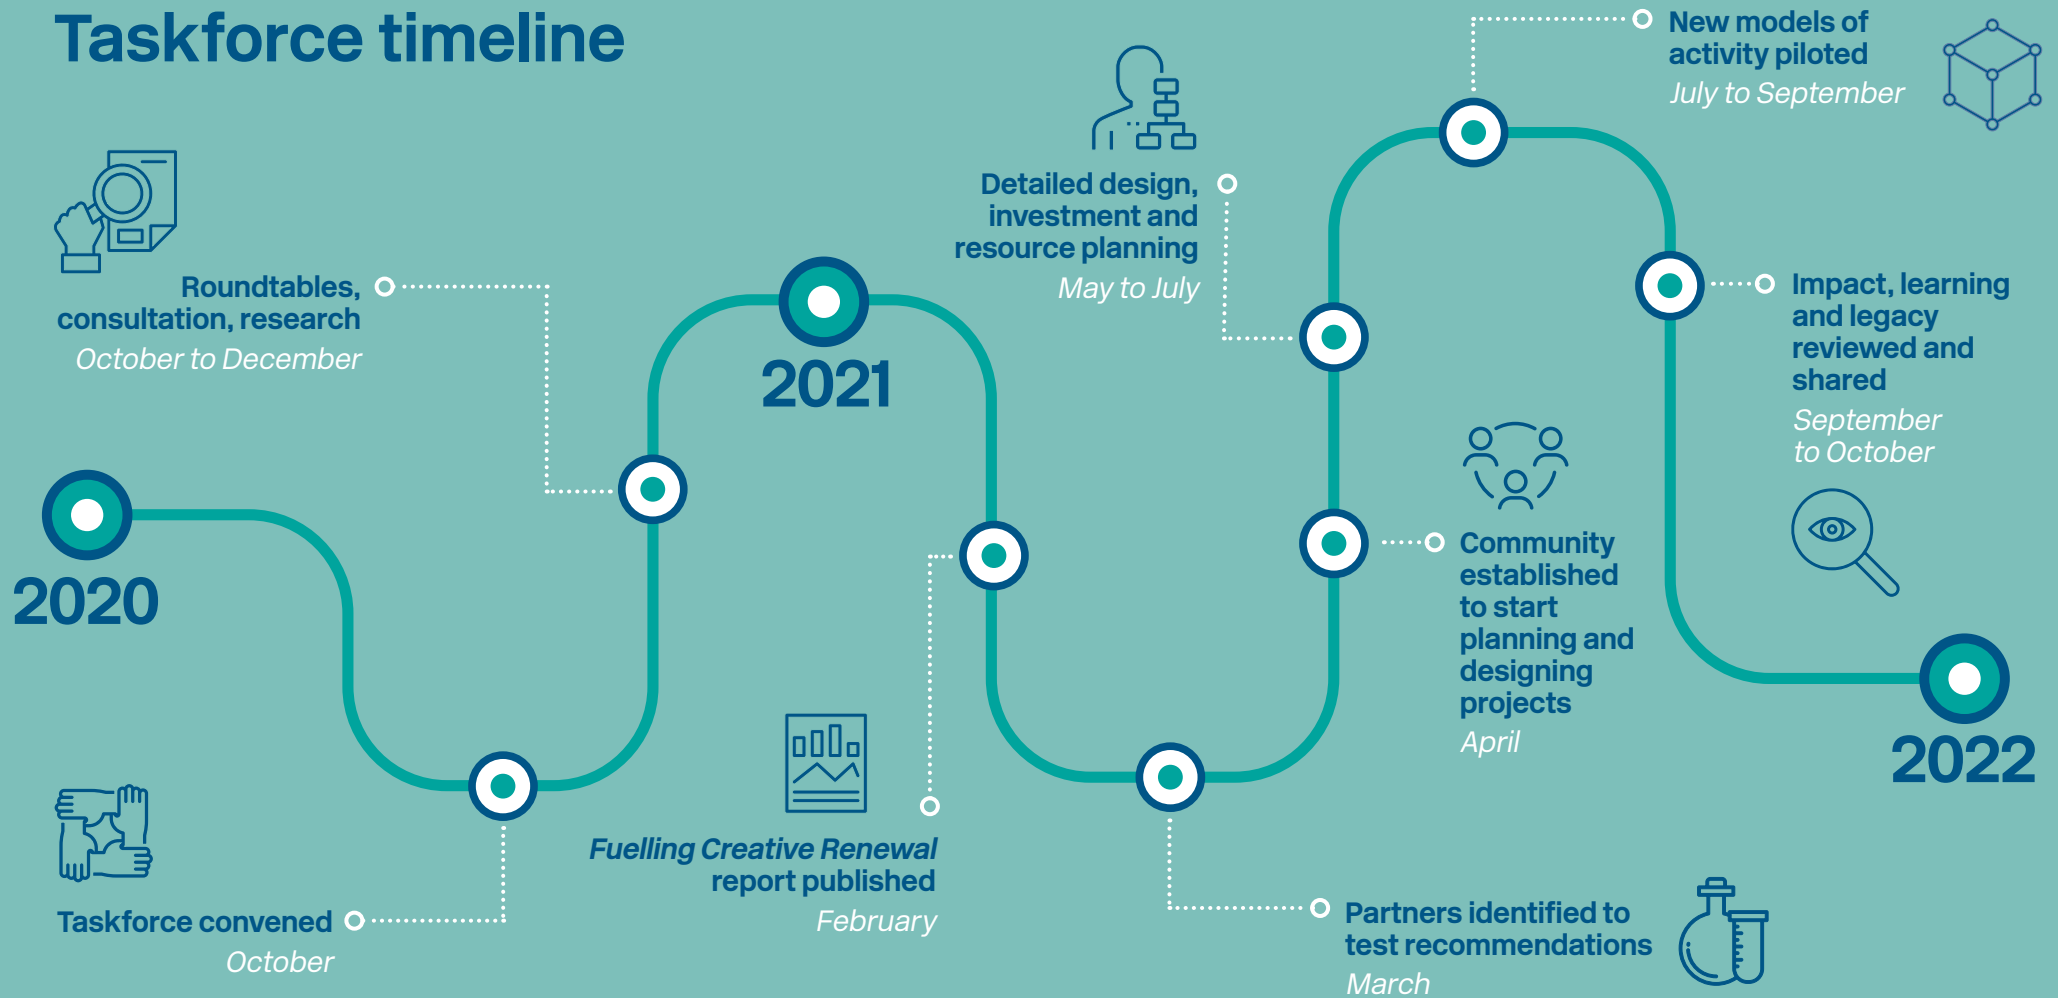 Taskforce timeline
Roundtables,
consultation, research
October to December
2020
Taskforce convened
October
2021
Fuelling Creative Renewal
report published
February
Partners identified to
test recommendations
March
Community
established
to start
planning and
designing
projects
April
Detailed design,
investment and
resource planning
May to July
New models of
activity piloted
July to September
Impact, learning
and legacy
reviewed and
shared
September
to October
2022